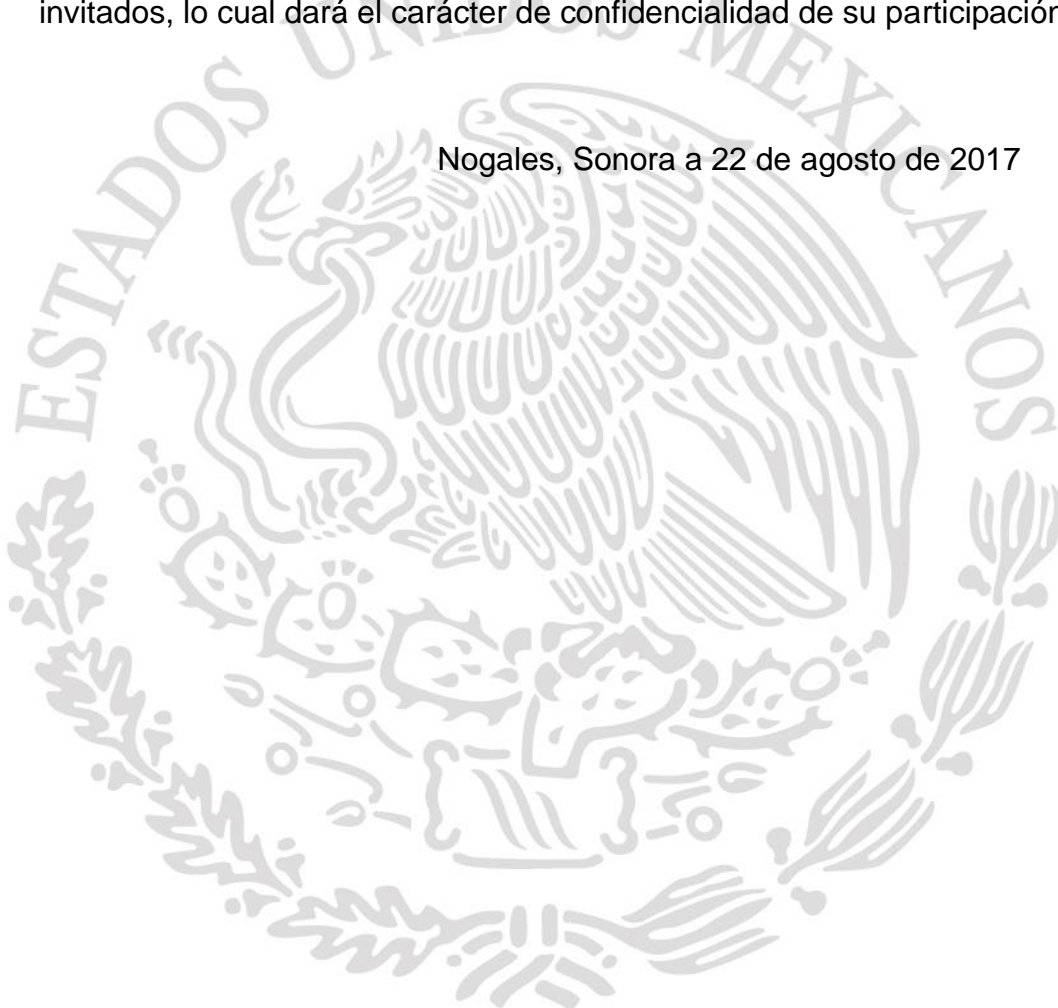 invitados, lo cual dará el carácter de confidencialidad de su participación
ESTADOS UNIDOS MEXICANOS
Nogales, Sonora a 22 de agosto de 2017